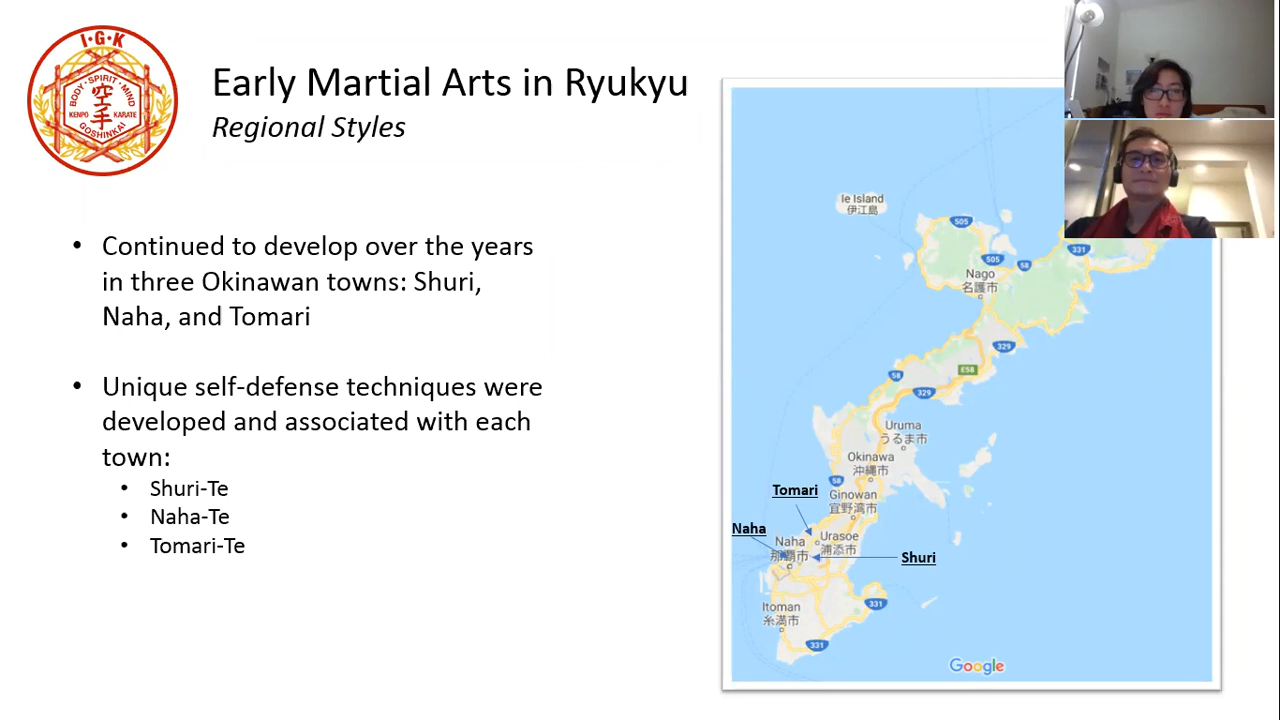 I·G·K
BODY·SPIRIT·MIND
空
手
KENPO KARATE
GOSHINKAI
Early Martial Arts in Ryukyu
Regional Styles
• Continued to develop over the years
in three Okinawan towns: Shuri,
Naha, and Tomari
• Unique self-defense techniques were
developed and associated with each
town:
• Shuri-Te
• Naha-Te
• Tomari-Te
Ie Island
伊江島
505
505
58
331
Nago
名護市
329
E58
58
329
Uruma
うるま市
Okinawa
沖縄市
58
Tomari
Ginowan
宜野湾市
Naha
Naha
那覇市
Urasoe
浦添市
Shuri
Itoman
糸満市
331
331
Google